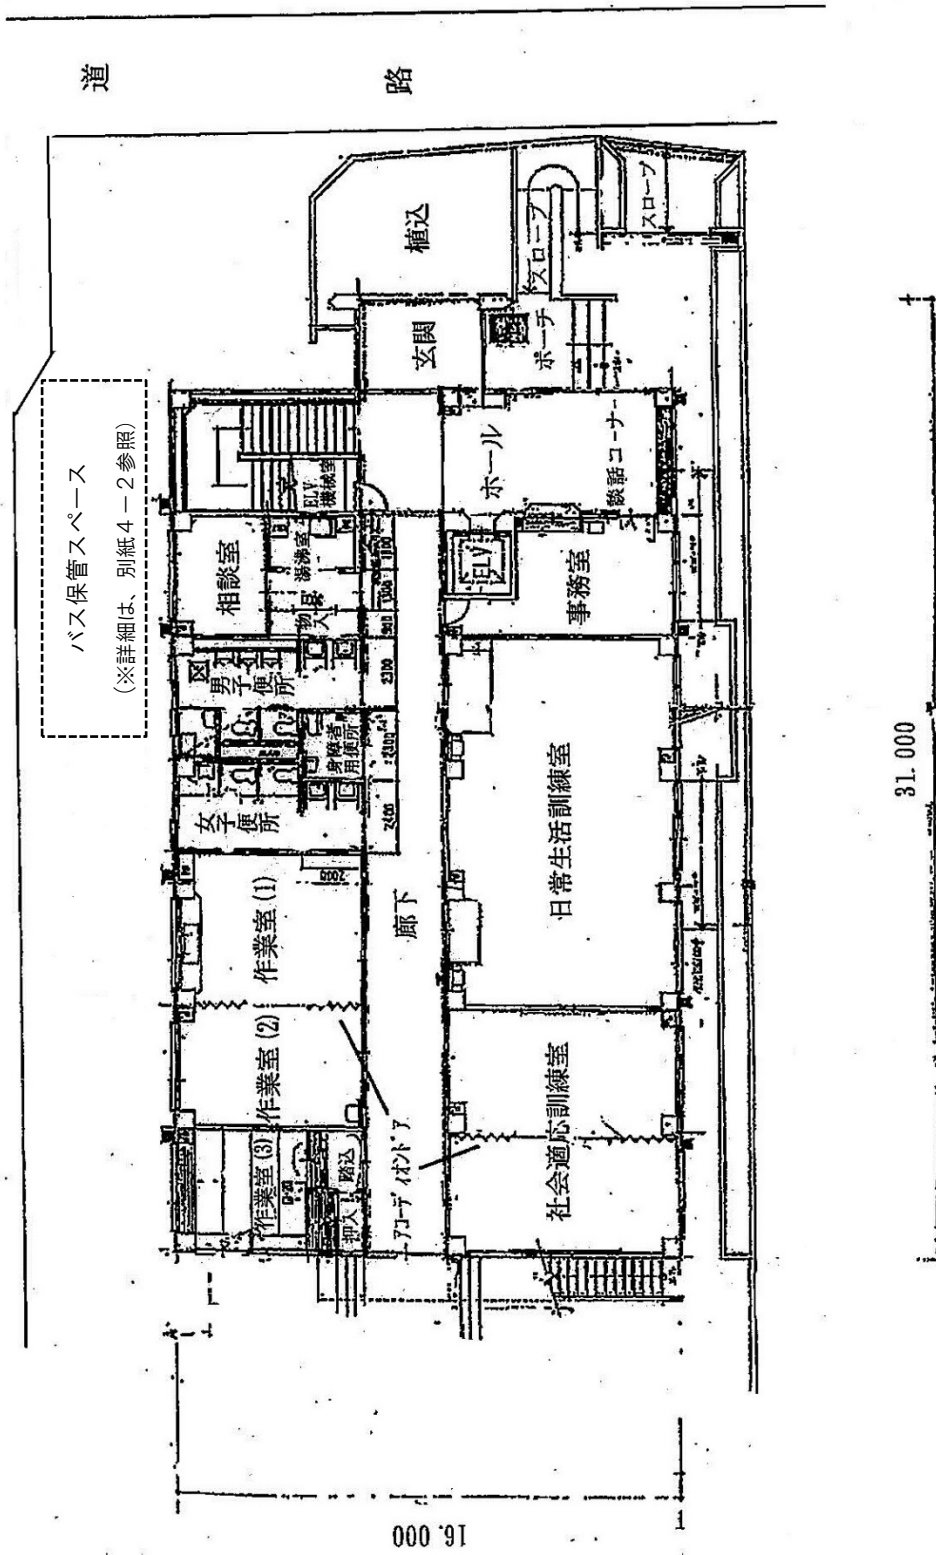 道
路
バス保管スペース
(※詳細は、別紙4－2参照)
植込
スロープ
スロープ
玄関
ポーチ
ELV
機械室
ホール
談話コーナー
相談室
湯沸室
物入
ELV
事務室
男子便所
身障者
用便所
女子便所
2300
2400
作業室(1)
廊下
日常生活訓練室
作業室(2)
作業室(3)
踏込
押入
アコーディオンドア
社会適応訓練室
31.000
16.000